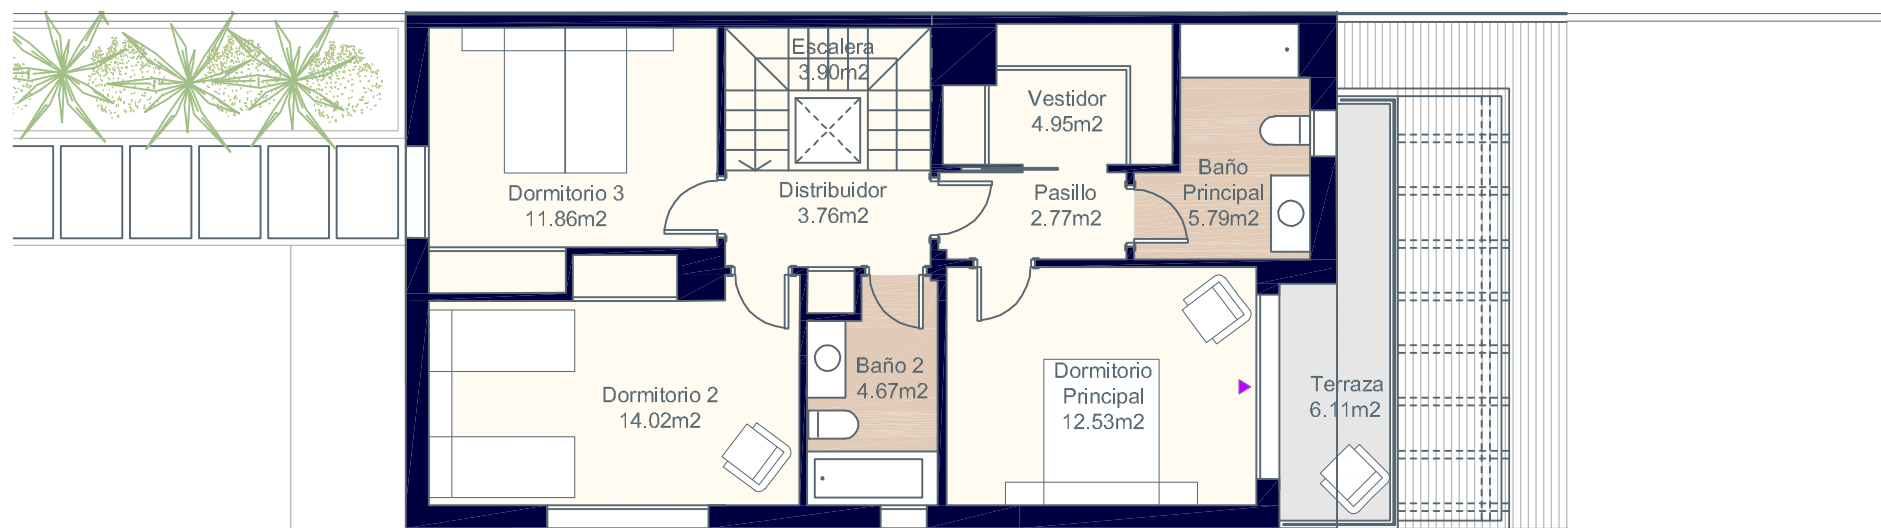 Escalera
3.90m2
Vestidor
4.95m2
Baño
Principal
5.79m2
Dormitorio 3
11.86m2
Distribuidor
3.76m2
Pasillo
2.77m2
Dormitorio 2
14.02m2
Baño 2
4.67m2
Dormitorio
Principal
12.53m2
Terraza
6.11m2